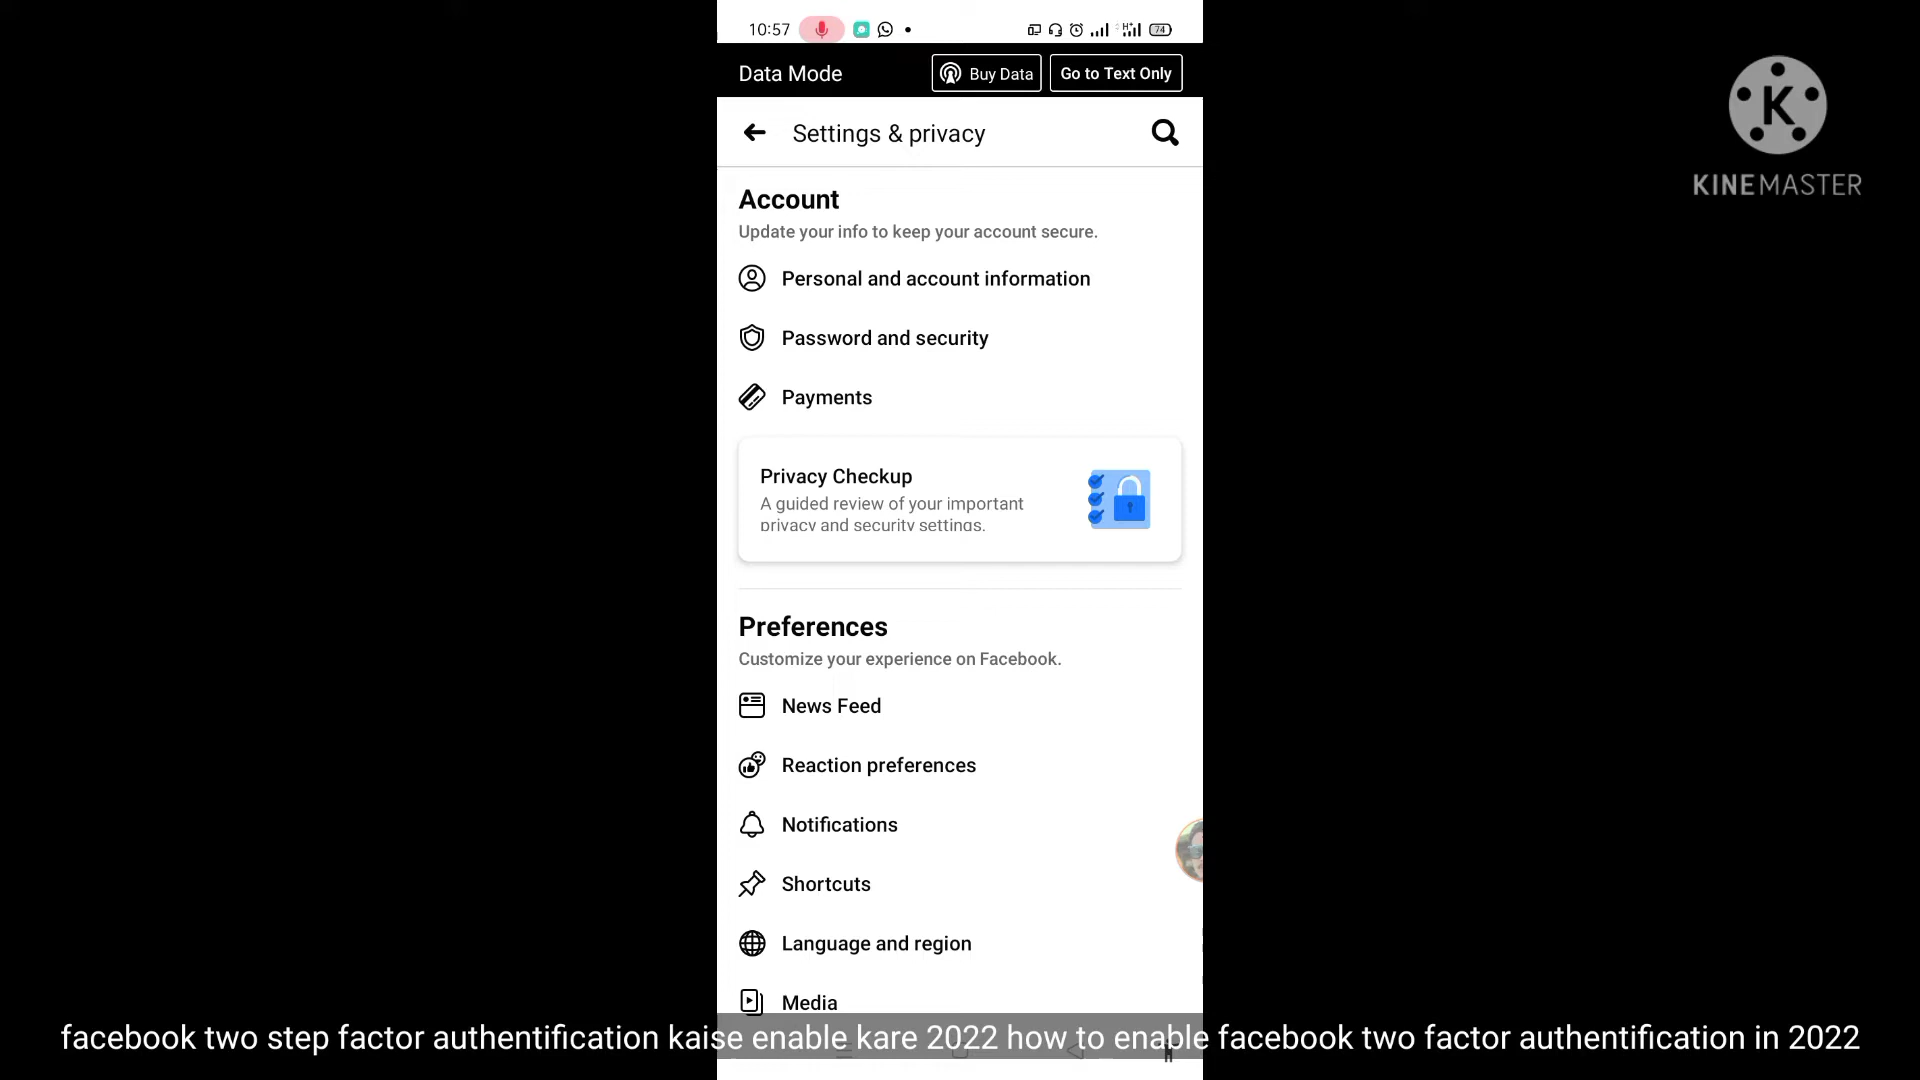 10:57
H+
74
Data Mode
Buy Data
Go to Text Only
K
KINEMASTER
Settings & privacy
Account
Update your info to keep your account secure.
Personal and account information
Password and security
Payments
Privacy Checkup
A guided review of your important
privacy and security settings.
Preferences
Customize your experience on Facebook.
News Feed
Reaction preferences
Notifications
Shortcuts
Language and region
Media
facebook two step factor authentification kaise enable kare 2022 how to enable facebook two factor authentification in 2022